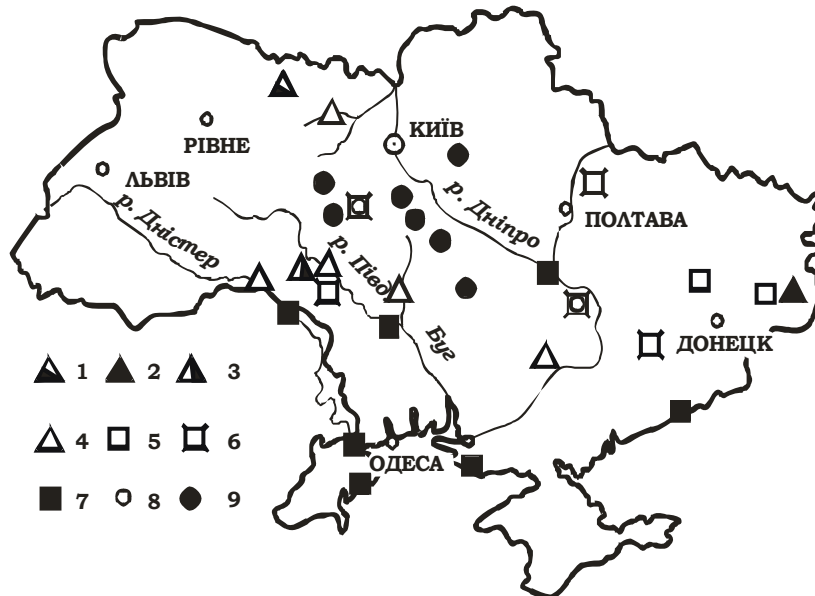 КИЇВ
РІВНЕ
ЛЬВІВ
р. Дністер
р. Дніпро
ПОЛТАВА
р. Півд
Буг
ДОНЕЦК
ОДЕСА
1 2 3
4 5 6
7 8 9